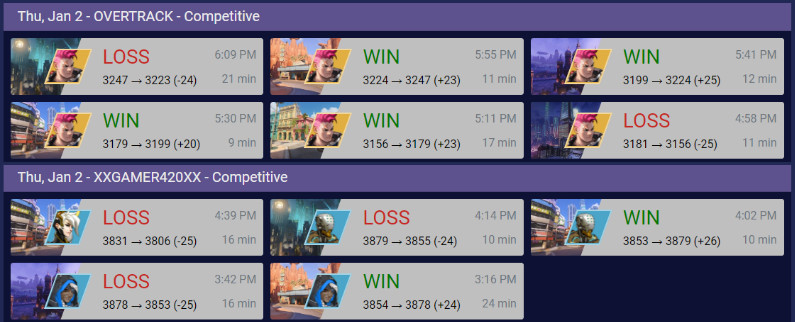 Thu, Jan 2 - OVERTRACK - Competitive
LOSS 6:09 PM
3247 → 3223 (-24) 21 min
WIN 5:55 PM
3224 → 3247 (+23) 11 min
WIN 5:41 PM
3199 → 3224 (+25) 12 min
WIN 5:30 PM
3179 → 3199 (+20) 9 min
WIN 5:11 PM
3156 → 3179 (+23) 17 min
LOSS 4:58 PM
3181 → 3156 (-25) 11 min
Thu, Jan 2 - XXGAMER420XX - Competitive
LOSS 4:39 PM
3831 → 3806 (-25) 16 min
LOSS 4:14 PM
3879 → 3855 (-24) 10 min
WIN 4:02 PM
3853 → 3879 (+26) 10 min
LOSS 3:42 PM
3878 → 3853 (-25) 16 min
WIN 3:16 PM
3854 → 3878 (+24) 24 min